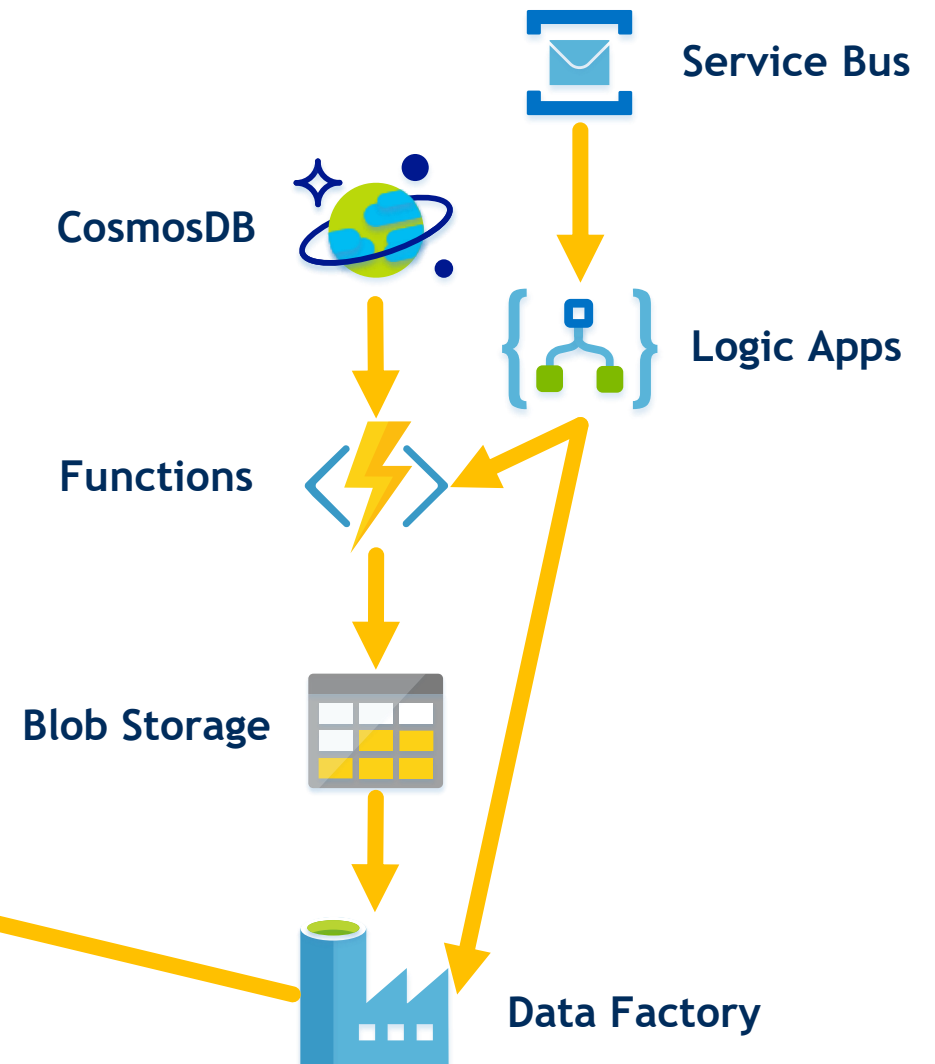 Service Bus
CosmosDB
Logic Apps
Functions
Blob Storage
Data Factory